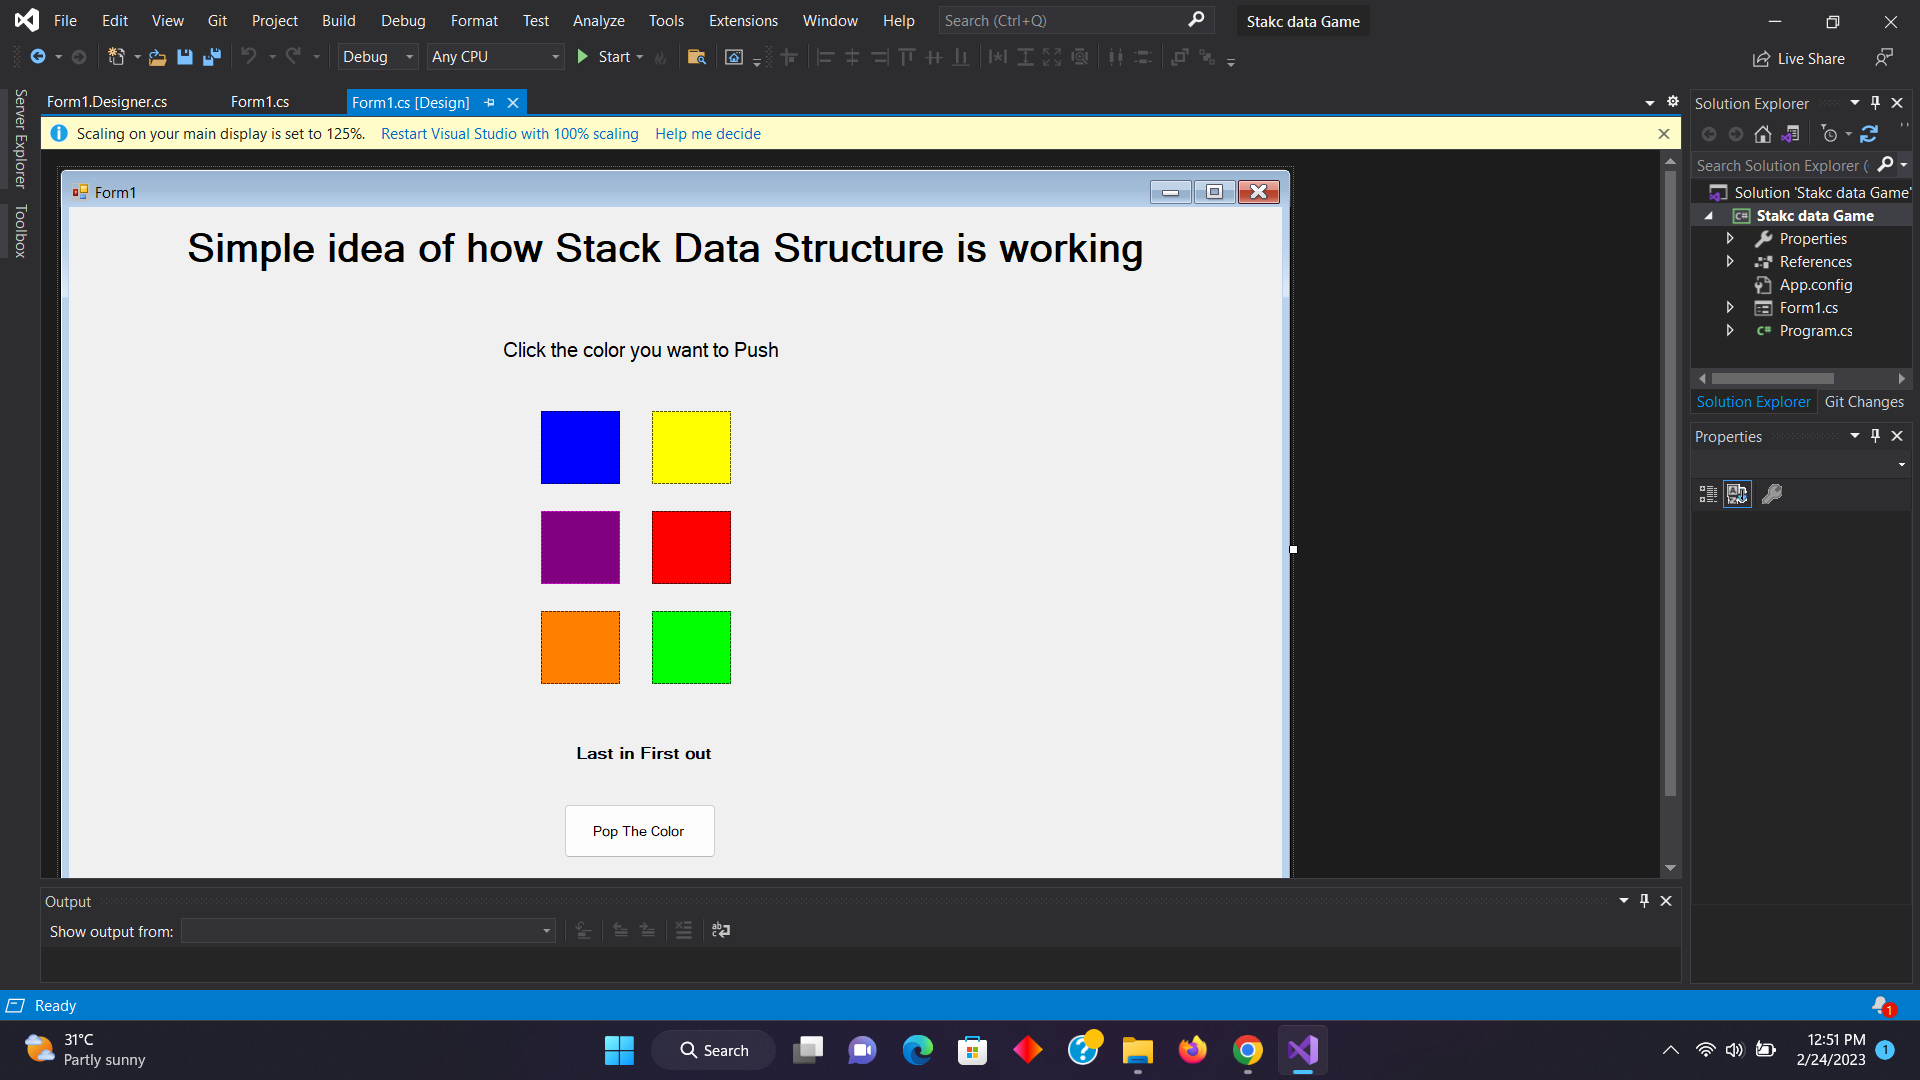 File Edit View Git Project Build Debug Format Test Analyze Tools Extensions Window Help Search (Ctrl+Q) Stakc data Game
Debug Any CPU Start Live Share
Server Explorer
Toolbox
Form1.Designer.cs Form1.cs Form1.cs [Design]
Scaling on your main display is set to 125%. Restart Visual Studio with 100% scaling Help me decide
Form1
Simple idea of how Stack Data Structure is working
Click the color you want to Push
Last in First out
Pop The Color
Solution Explorer
Search Solution Explorer (
Solution 'Stakc data Game'
Stakc data Game
Properties
References
App.config
Form1.cs
Program.cs
Solution Explorer Git Changes
Properties
Output
Show output from:
Ready
1
31°C
Partly sunny
Search
12:51 PM
2/24/2023
1